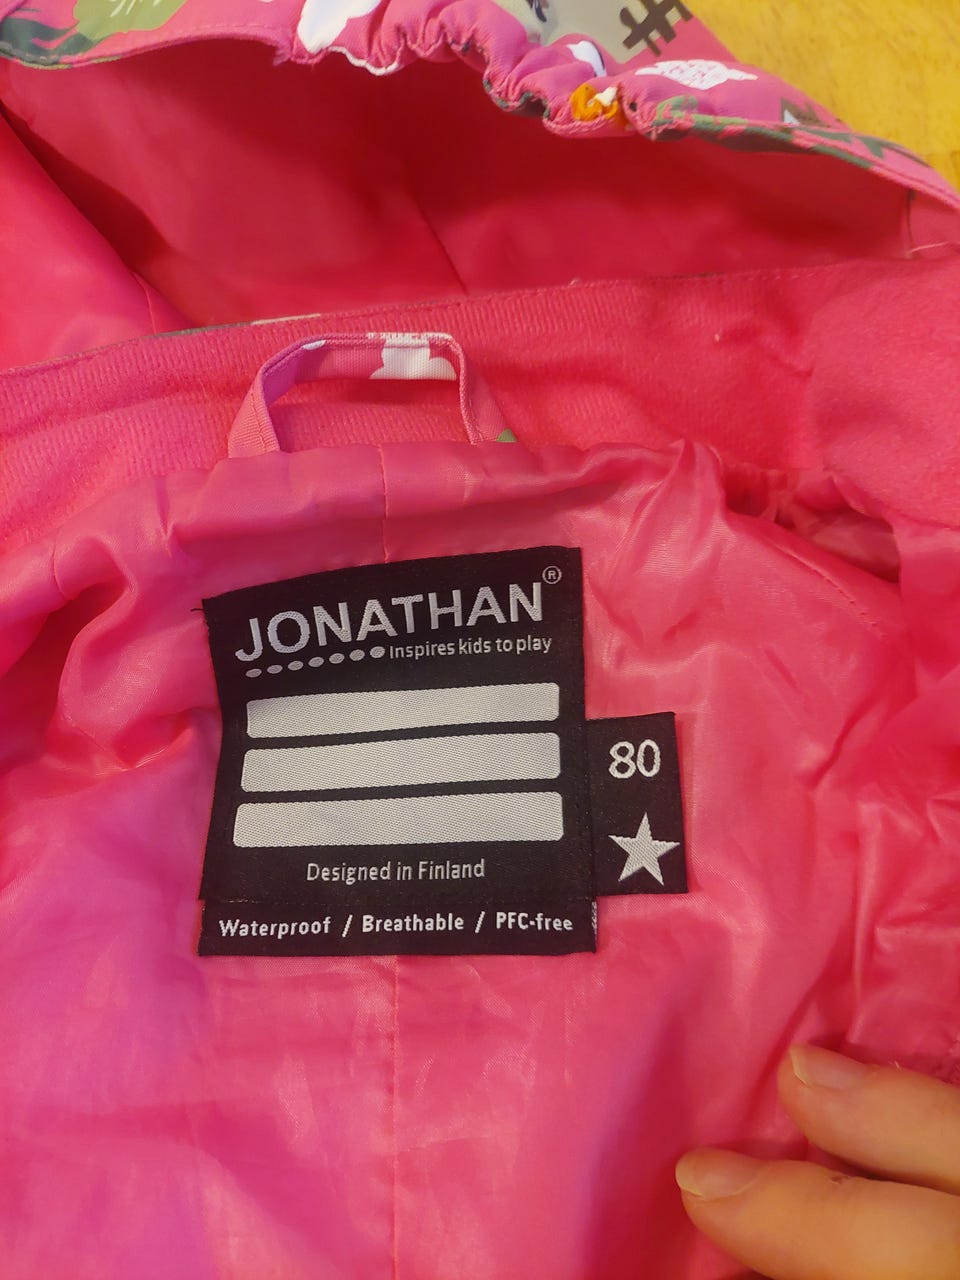 JONATHAN®
Inspires kids to play
80
Designed in Finland
Waterproof / Breathable / PFC-free